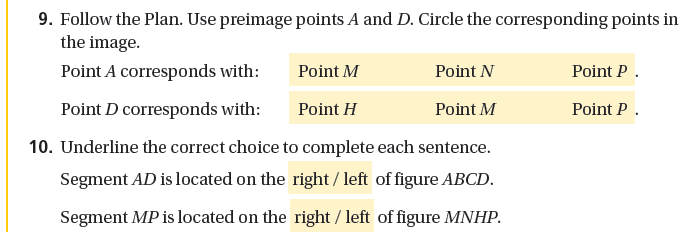 9. Follow the Plan. Use preimage points A and D. Circle the corresponding points in
the image.
Point A corresponds with: Point M Point N Point P .
Point D corresponds with: Point H Point M Point P .
10. Underline the correct choice to complete each sentence.
Segment AD is located on the right / left of figure ABCD.
Segment MP is located on the right / left of figure MNHP.